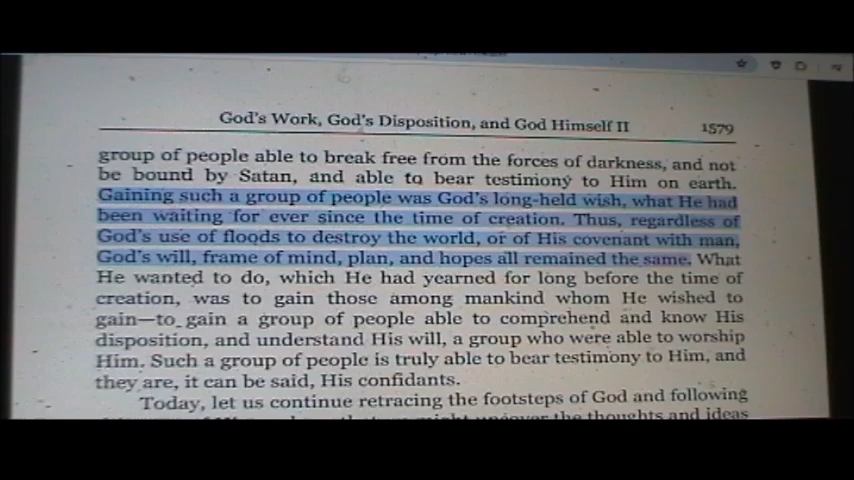 God's Work, God's Disposition, and God Himself II 1579
group of people able to break free from the forces of darkness, and not
be bound by Satan, and able to bear testimony to Him on earth.
Gaining such a group of people was God's long-held wish, what He had
been waiting for ever since the time of creation. Thus, regardless of
God's use of floods to destroy the world, or of His covenant with man,
God's will, frame of mind, plan, and hopes all remained the same. What
He wanted to do, which He had yearned for long before the time of
creation, was to gain those among mankind whom He wished to
gain—to gain a group of people able to comprehend and know His
disposition, and understand His will, a group who were able to worship
Him. Such a group of people is truly able to bear testimony to Him, and
they are, it can be said, His confidants.
Today, let us continue retracing the footsteps of God and following
the thoughts and ideas